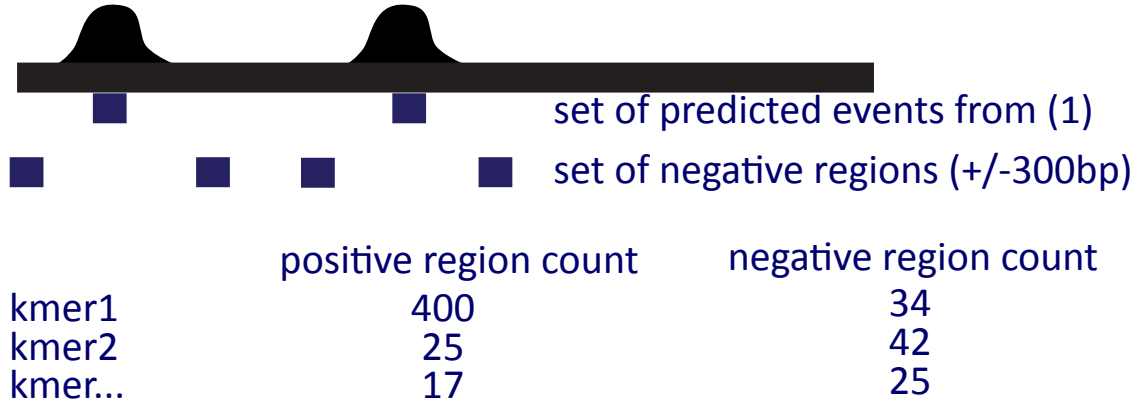 set of predicted events from (1)
set of negative regions (+/-300bp)
positive region count negative region count
kmer1 400 34
kmer2 25 42
kmer... 17 25